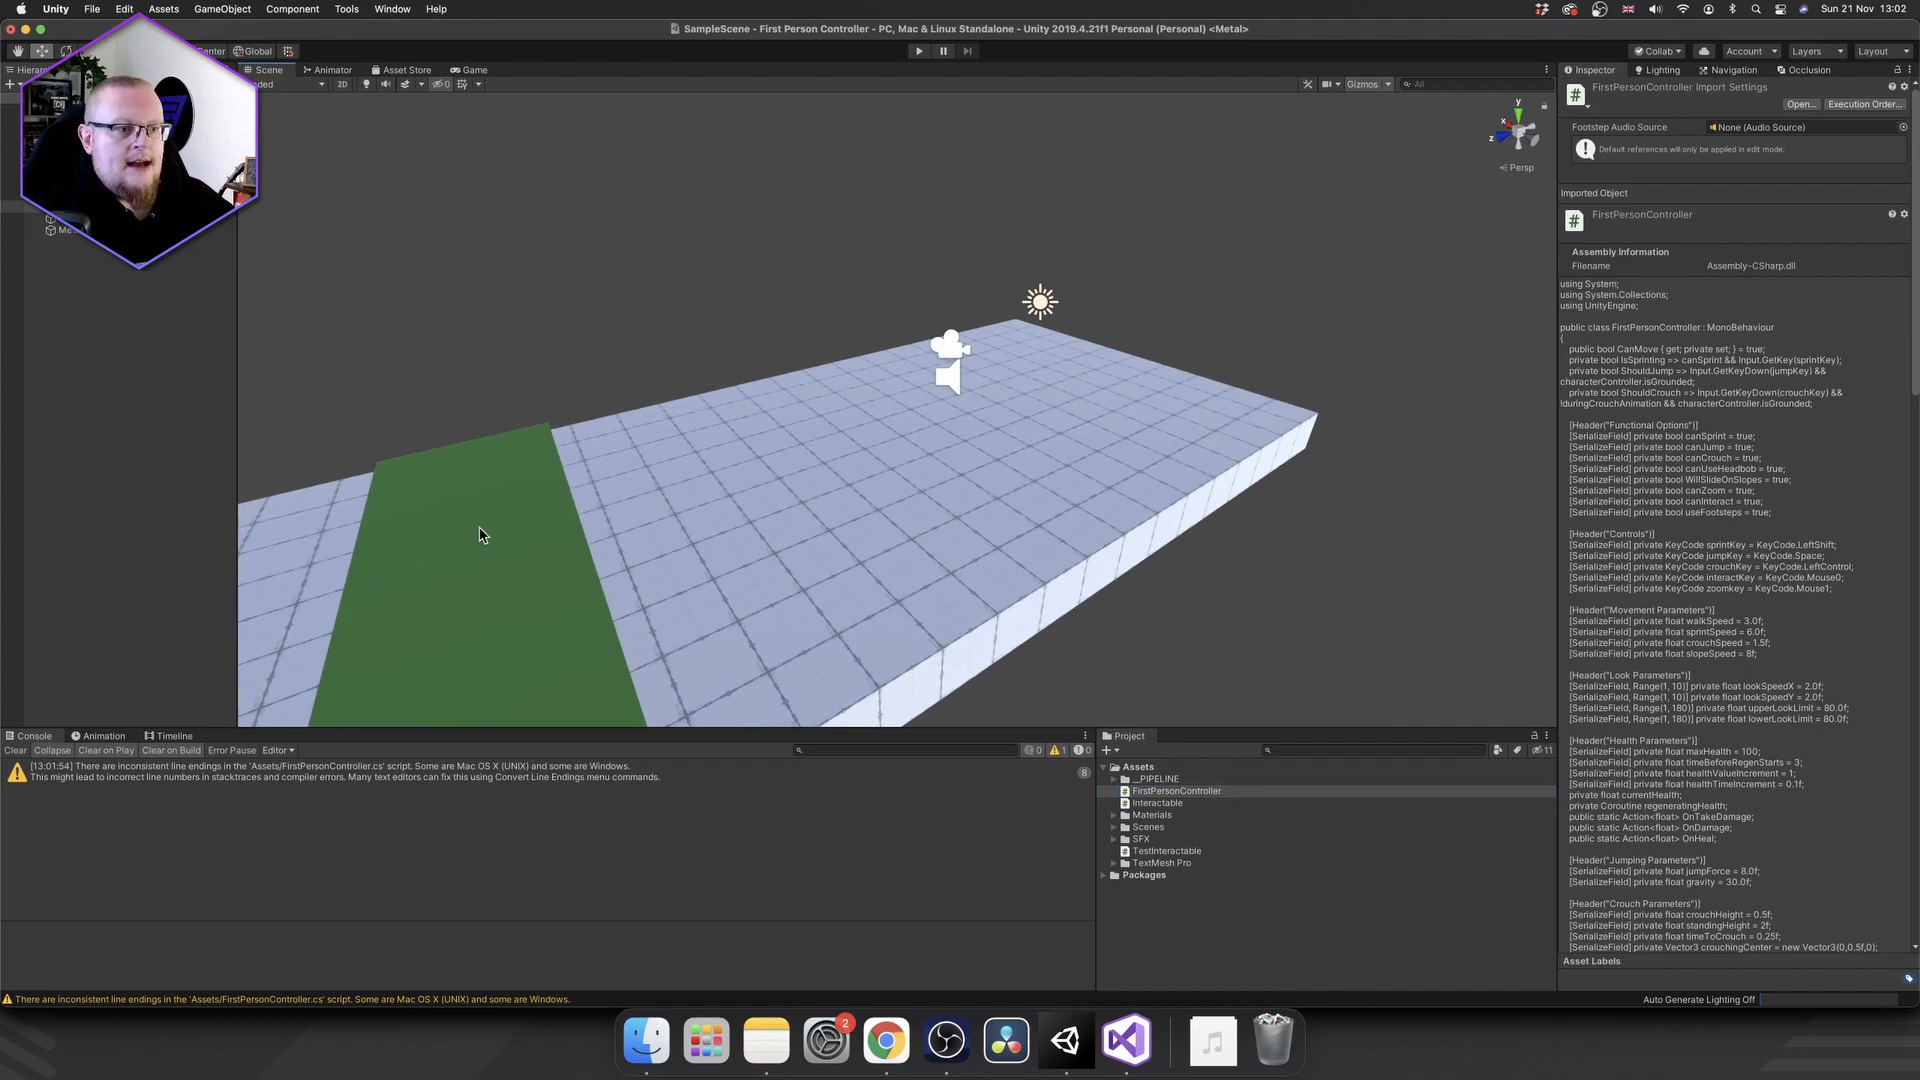 Unity File Edit Assets GameObject Component Tools Window Help
2
Sun 21 Nov 13:02
SampleScene - First Person Controller - PC, Mac & Linux Standalone - Unity 2019.4.21f1 Personal (Personal) <Metal>
Center Global
Collab
Account
Layers
Layout
Hierar
Scene Animator Asset Store Game
2D
0
Gizmos
All
y
x
z
Persp
Inspector Lighting Navigation Occlusion
FirstPersonController Import Settings
Open... Execution Order...
Footstep Audio Source None (Audio Source)
Default references will only be applied in edit mode.
Imported Object
FirstPersonController
Assembly Information
Filename Assembly-CSharp.dll
using System;
using System.Collections;
using UnityEngine;
public class FirstPersonController : MonoBehaviour
{
public bool CanMove { get; private set; } = true;
private bool IsSprinting => canSprint && Input.GetKey(sprintKey);
private bool ShouldJump => Input.GetKeyDown(jumpKey) &&
characterController.isGrounded;
private bool ShouldCrouch => Input.GetKeyDown(crouchKey) &&
!duringCrouchAnimation && characterController.isGrounded;
[Header("Functional Options")]
[SerializeField] private bool canSprint = true;
[SerializeField] private bool canJump = true;
[SerializeField] private bool canCrouch = true;
[SerializeField] private bool canUseHeadbob = true;
[SerializeField] private bool WillSlideOnSlopes = true;
[SerializeField] private bool canZoom = true;
[SerializeField] private bool canInteract = true;
[SerializeField] private bool useFootsteps = true;
[Header("Controls")]
[SerializeField] private KeyCode sprintKey = KeyCode.LeftShift;
[SerializeField] private KeyCode jumpKey = KeyCode.Space;
[SerializeField] private KeyCode crouchKey = KeyCode.LeftControl;
[SerializeField] private KeyCode interactKey = KeyCode.Mouse0;
[SerializeField] private KeyCode zoomkey = KeyCode.Mouse1;
[Header("Movement Parameters")]
[SerializeField] private float walkSpeed = 3.0f;
[SerializeField] private float sprintSpeed = 6.0f;
[SerializeField] private float crouchSpeed = 1.5f;
[SerializeField] private float slopeSpeed = 8f;
[Header("Look Parameters")]
[SerializeField, Range(1, 10)] private float lookSpeedX = 2.0f;
[SerializeField, Range(1, 10)] private float lookSpeedY = 2.0f;
[SerializeField, Range(1, 180)] private float upperLookLimit = 80.0f;
[SerializeField, Range(1, 180)] private float lowerLookLimit = 80.0f;
[Header("Health Parameters")]
[SerializeField] private float maxHealth = 100;
[SerializeField] private float timeBeforeRegenStarts = 3;
[SerializeField] private float healthValueIncrement = 1;
[SerializeField] private float healthTimeIncrement = 0.1f;
private float currentHealth;
private Coroutine regeneratingHealth;
public static Action<float> OnTakeDamage;
public static Action<float> OnDamage;
public static Action<float> OnHeal;
[Header("Jumping Parameters")]
[SerializeField] private float jumpForce = 8.0f;
[SerializeField] private float gravity = 30.0f;
[Header("Crouch Parameters")]
[SerializeField] private float crouchHeight = 0.5f;
[SerializeField] private float standingHeight = 2f;
[SerializeField] private float timeToCrouch = 0.25f;
[SerializeField] private Vector3 crouchingCenter = new Vector3(0,0.5f,0);
Asset Labels
Console Animation Timeline
Clear Collapse Clear on Play Clear on Build Error Pause Editor
0 1 0
[13:01:54] There are inconsistent line endings in the 'Assets/FirstPersonController.cs' script. Some are Mac OS X (UNIX) and some are Windows.
This might lead to incorrect line numbers in stacktraces and compiler errors. Many text editors can fix this using Convert Line Endings menu commands.
8
Project
11
Assets
__PIPELINE
FirstPersonController
Interactable
Materials
Scenes
SFX
TestInteractable
TextMesh Pro
Packages
There are inconsistent line endings in the 'Assets/FirstPersonController.cs' script. Some are Mac OS X (UNIX) and some are Windows.
Auto Generate Lighting Off
2